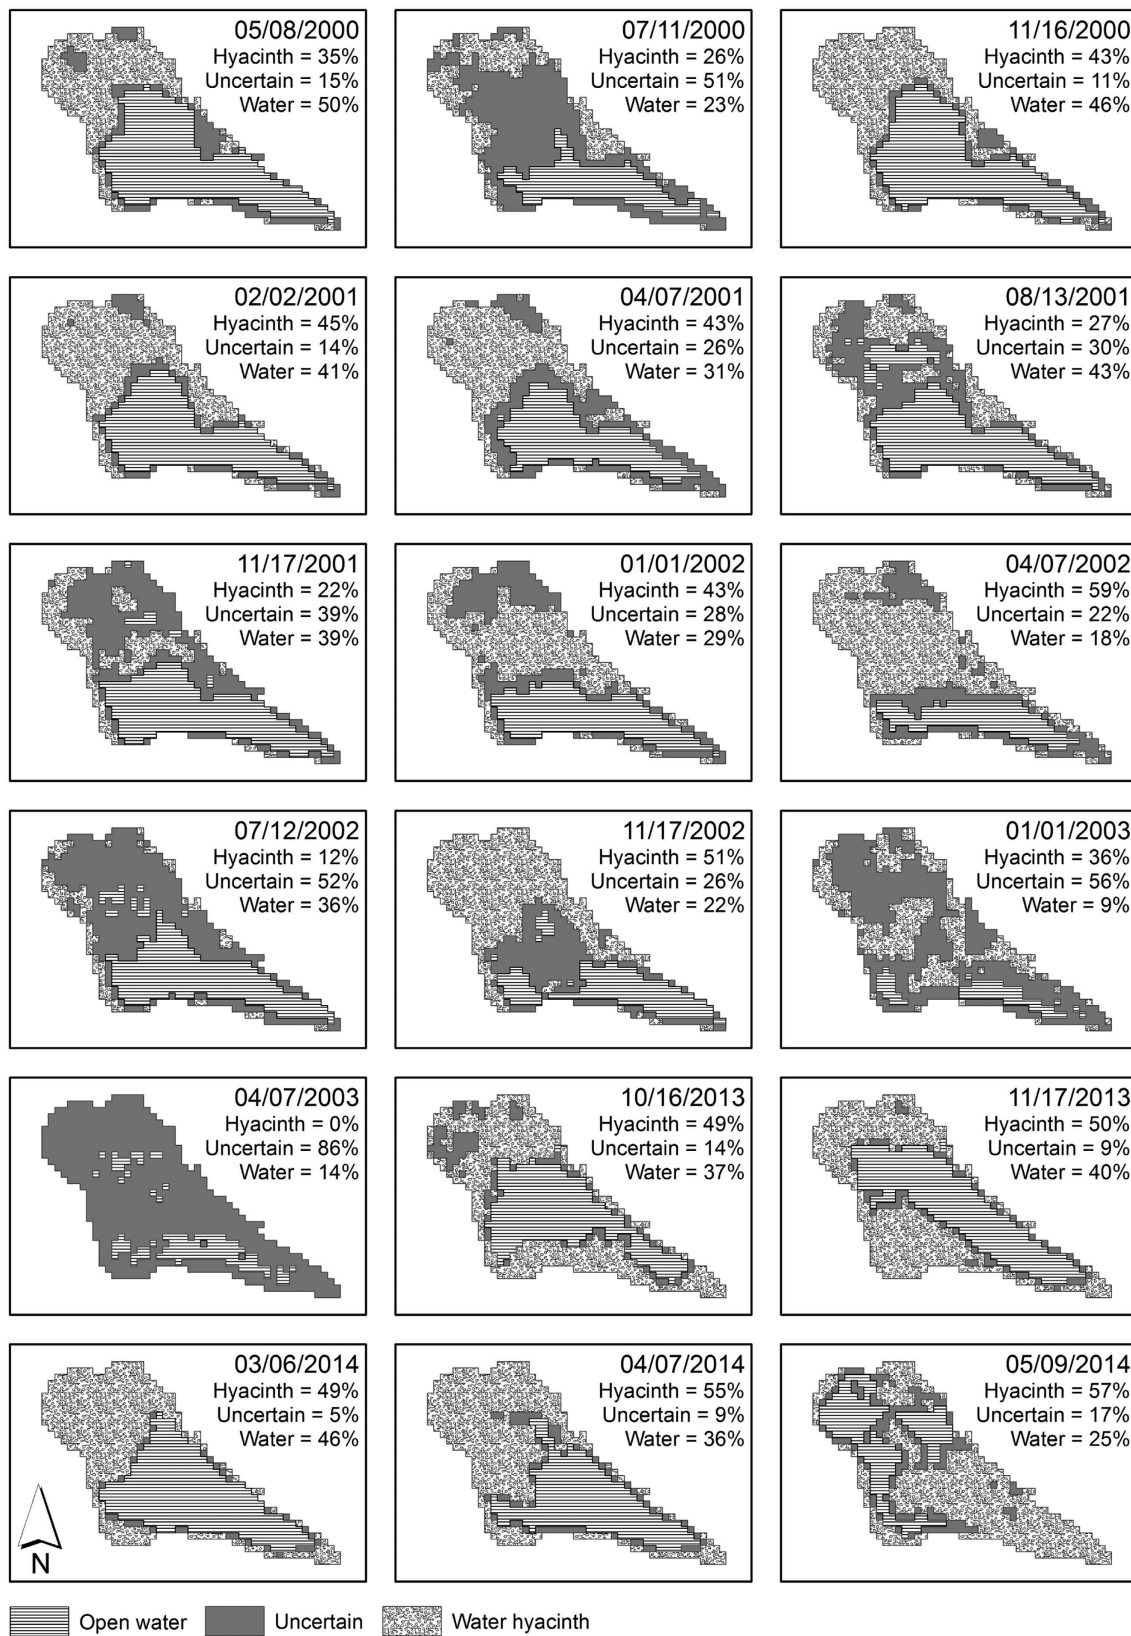 05/08/2000
Hyacinth = 35%
Uncertain = 15%
Water = 50%
07/11/2000
Hyacinth = 26%
Uncertain = 51%
Water = 23%
11/16/2000
Hyacinth = 43%
Uncertain = 11%
Water = 46%
02/02/2001
Hyacinth = 45%
Uncertain = 14%
Water = 41%
04/07/2001
Hyacinth = 43%
Uncertain = 26%
Water = 31%
08/13/2001
Hyacinth = 27%
Uncertain = 30%
Water = 43%
11/17/2001
Hyacinth = 22%
Uncertain = 39%
Water = 39%
01/01/2002
Hyacinth = 43%
Uncertain = 28%
Water = 29%
04/07/2002
Hyacinth = 59%
Uncertain = 22%
Water = 18%
07/12/2002
Hyacinth = 12%
Uncertain = 52%
Water = 36%
11/17/2002
Hyacinth = 51%
Uncertain = 26%
Water = 22%
01/01/2003
Hyacinth = 36%
Uncertain = 56%
Water = 9%
04/07/2003
Hyacinth = 0%
Uncertain = 86%
Water = 14%
10/16/2013
Hyacinth = 49%
Uncertain = 14%
Water = 37%
11/17/2013
Hyacinth = 50%
Uncertain = 9%
Water = 40%
03/06/2014
Hyacinth = 49%
Uncertain = 5%
Water = 46%
N
04/07/2014
Hyacinth = 55%
Uncertain = 9%
Water = 36%
05/09/2014
Hyacinth = 57%
Uncertain = 17%
Water = 25%
Open water
Uncertain
Water hyacinth